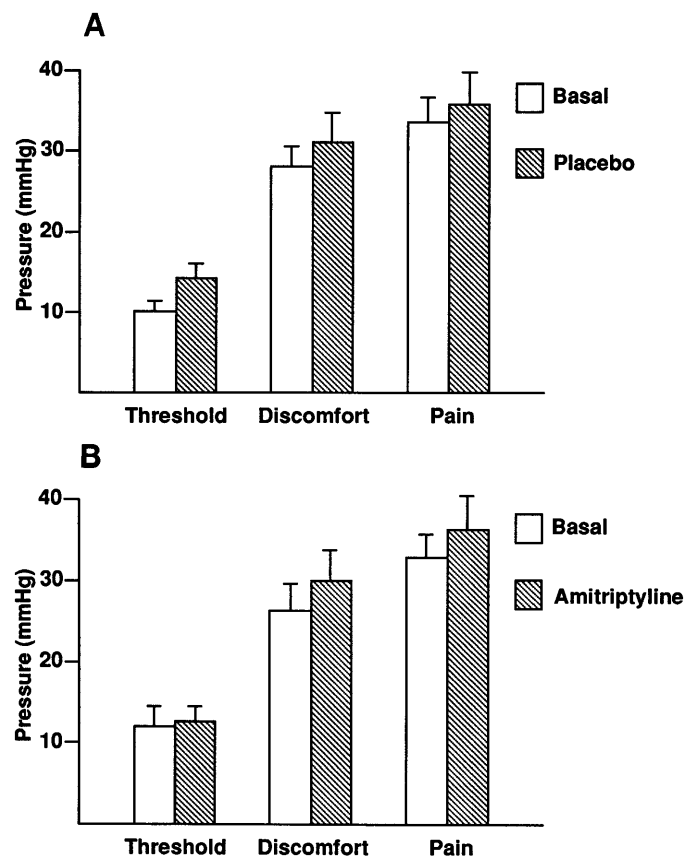 A
Pressure (mmHg)
40
30
20
10
Basal
Placebo
Threshold Discomfort Pain
B
Pressure (mmHg)
40
30
20
10
Basal
Amitriptyline
Threshold Discomfort Pain